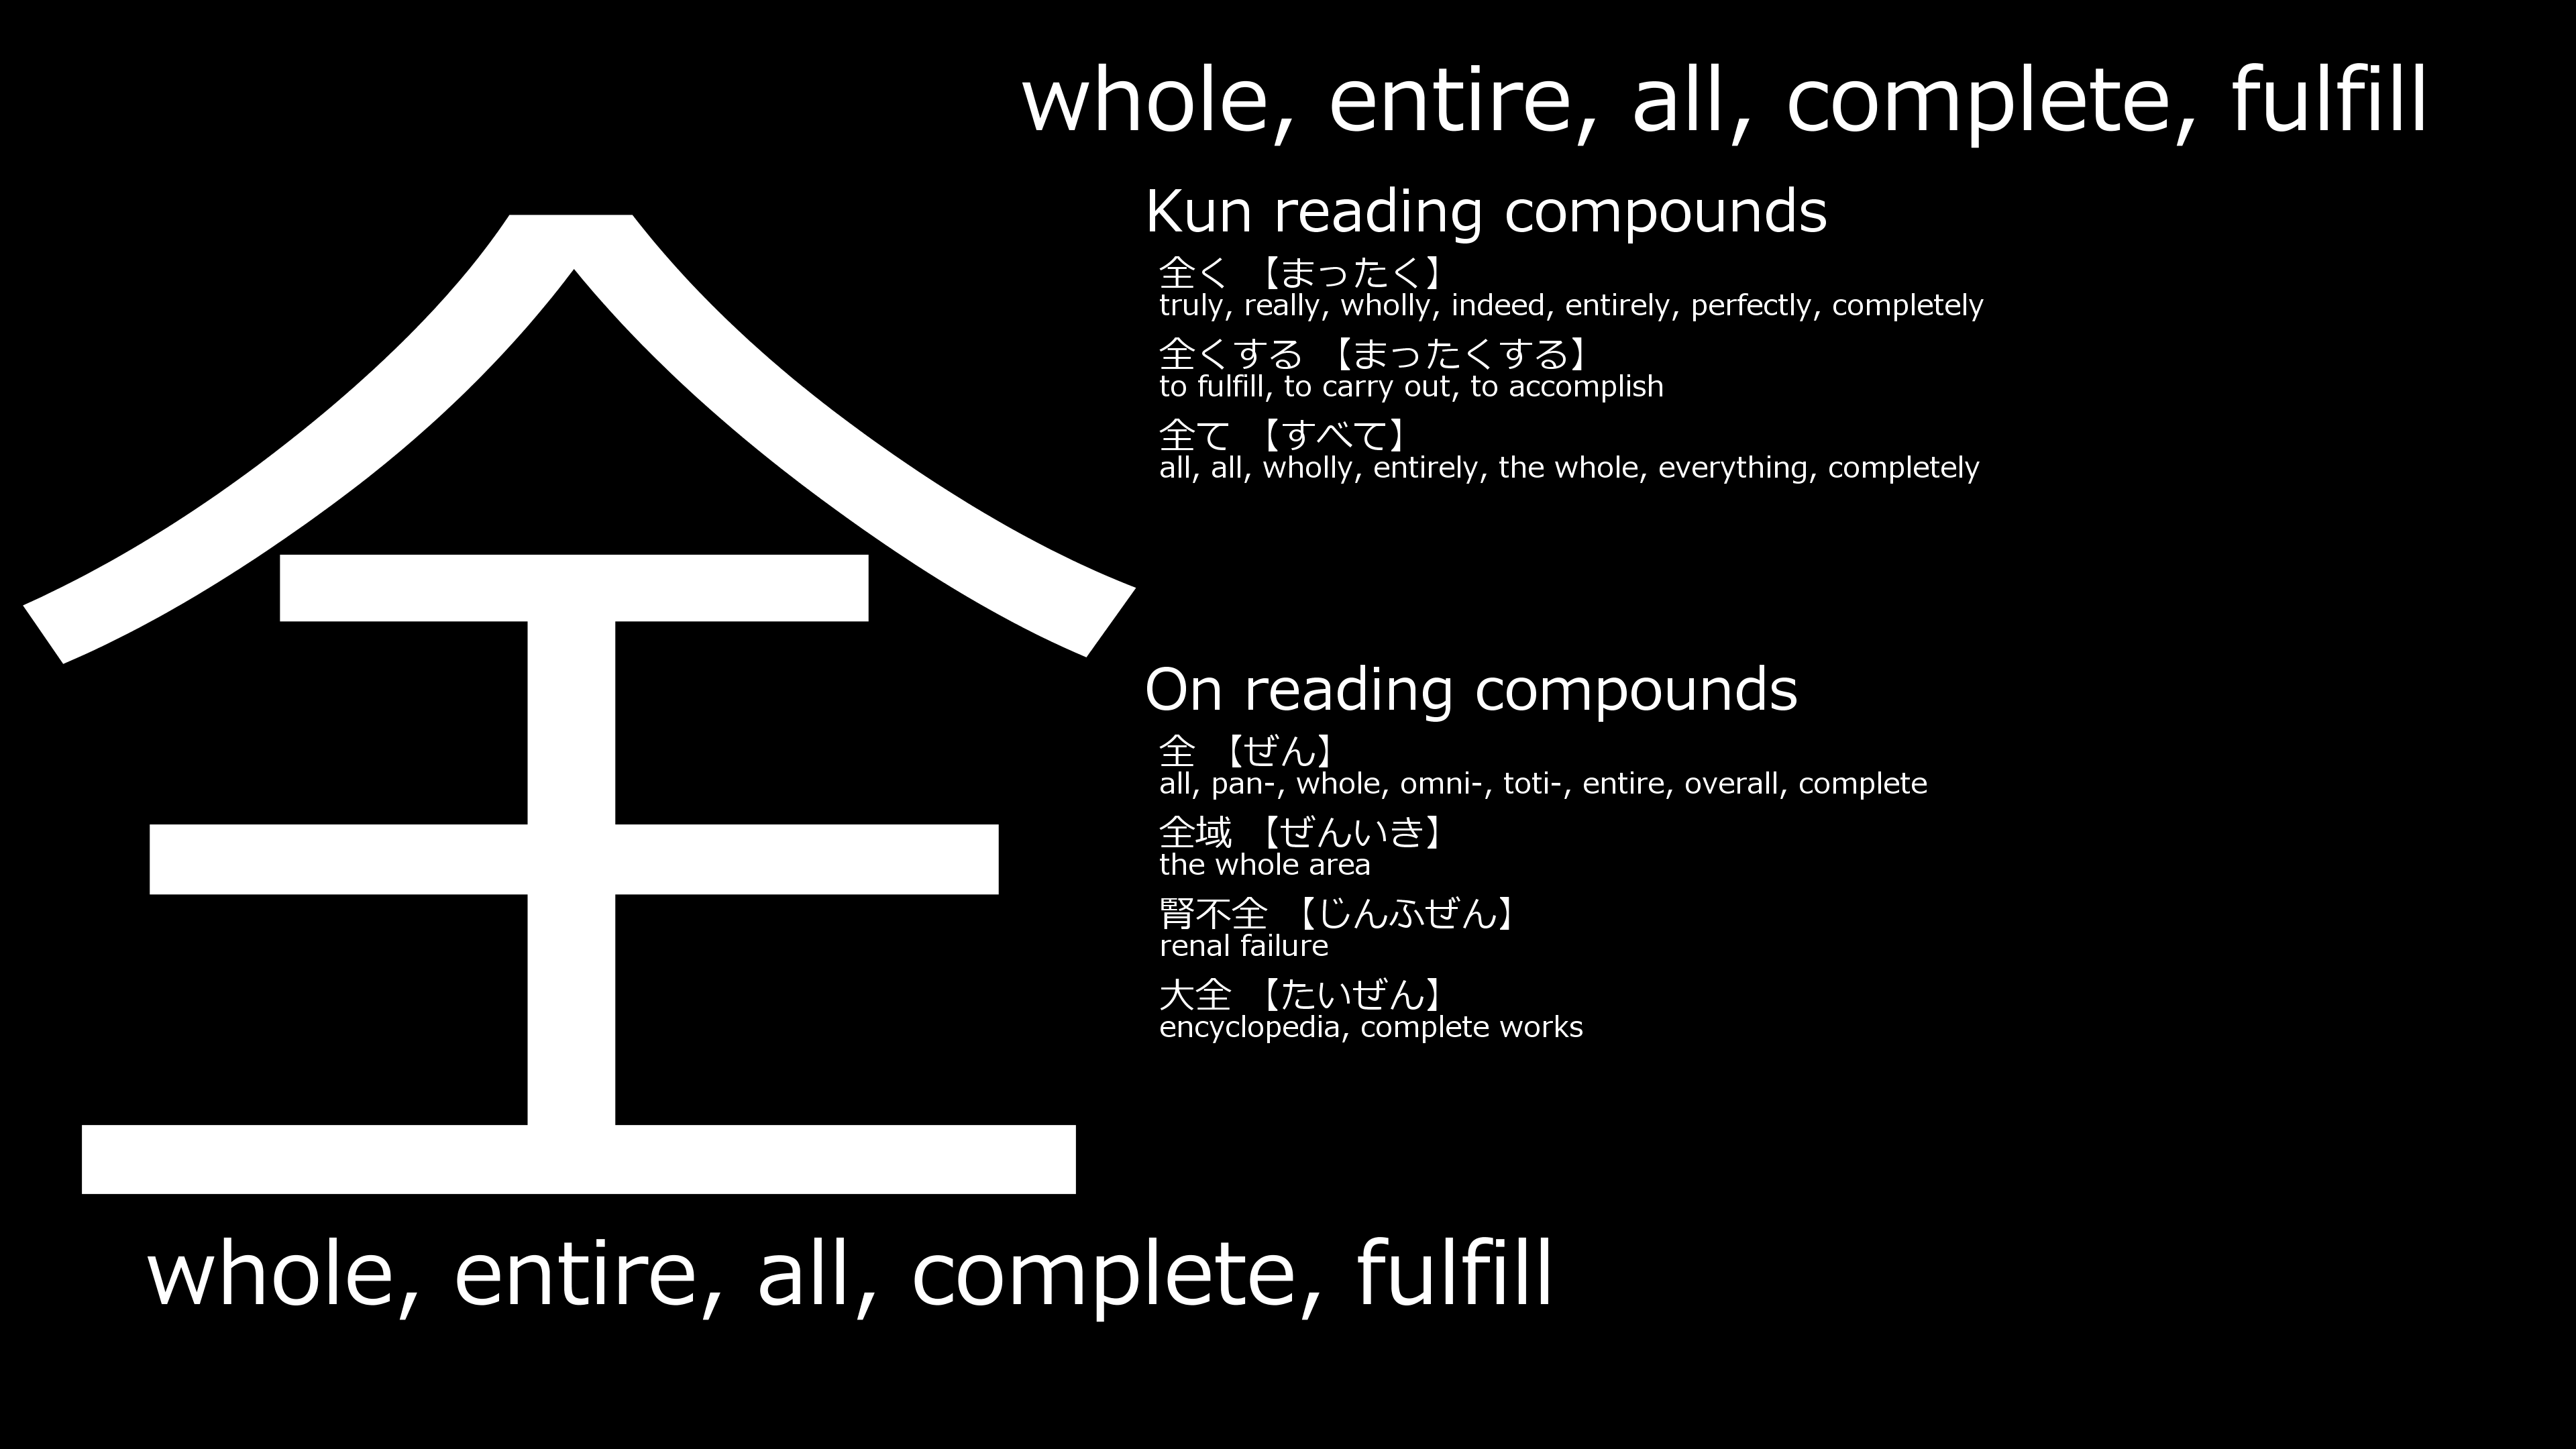 whole, entire, all, complete, fulfill
全
Kun reading compounds
全く 【まったく】
truly, really, wholly, indeed, entirely, perfectly, completely
全くする 【まったくする】
to fulfill, to carry out, to accomplish
全て 【すべて】
all, all, wholly, entirely, the whole, everything, completely
On reading compounds
全 【ぜん】
all, pan-, whole, omni-, toti-, entire, overall, complete
全域 【ぜんいき】
the whole area
腎不全 【じんふぜん】
renal failure
大全 【たいぜん】
encyclopedia, complete works
whole, entire, all, complete, fulfill